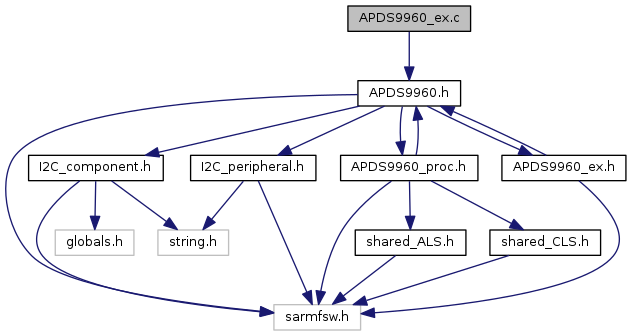 APDS9960_ex.c
APDS9960.h
I2C_component.h
I2C_peripheral.h
APDS9960_proc.h
APDS9960_ex.h
globals.h
string.h
shared_ALS.h
shared_CLS.h
sarmfsw.h